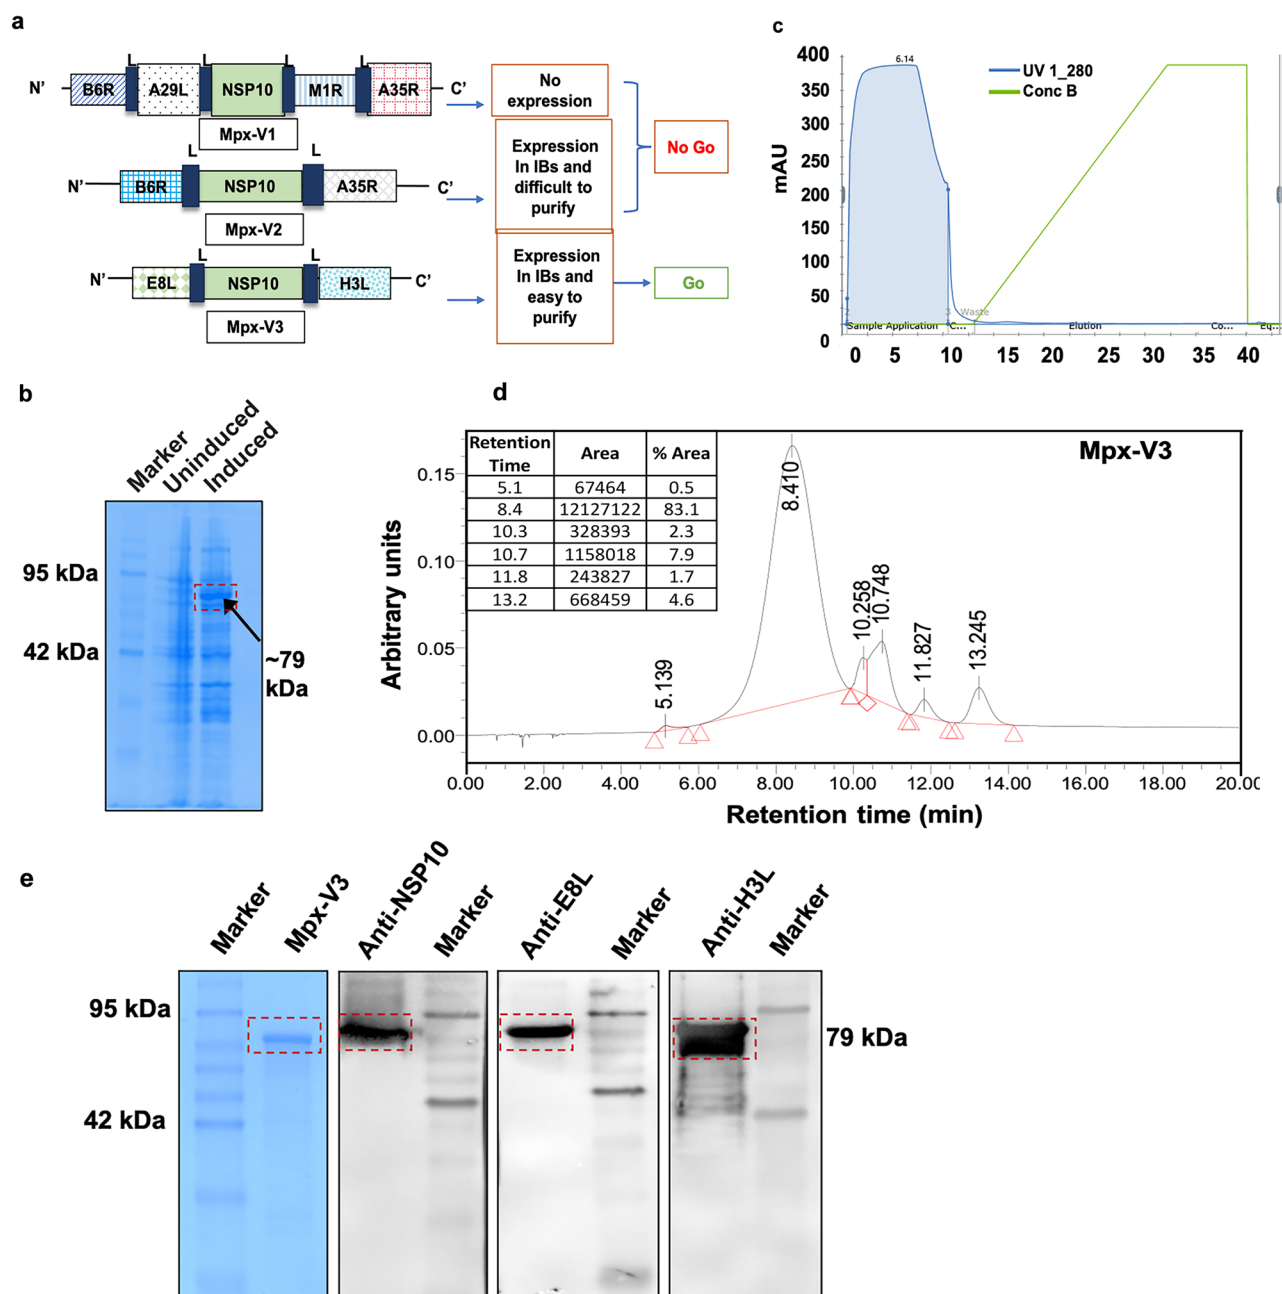 a
L L L L
N' B6R A29L NSP10 M1R A35R C'
Mpx-V1
No
expression
L L
N' B6R NSP10 A35R C'
Mpx-V2
Expression
In IBs and
difficult to
purify
No Go
L L
N' E8L NSP10 H3L C'
Mpx-V3
Expression
In IBs and
easy to
purify
Go
c
mAU
400
350
300
250
200
150
100
50
0
6.14
UV 1_280
Conc B
2
3
Waste
Sample Application
C...
Elution
Co...
Eq...
0 5 10 15 20 25 30 35 40
b
Marker
Uninduced
Induced
95 kDa
42 kDa
~79
kDa
d
Mpx-V3
Retention
Time Area % Area
5.1 67464 0.5
8.4 12127122 83.1
10.3 328393 2.3
10.7 1158018 7.9
11.8 243827 1.7
13.2 668459 4.6
Arbitrary units
0.15
0.10
0.05
0.00
5.139
8.410
10.258
10.748
11.827
13.245
0.00 2.00 4.00 6.00 8.00 10.00 12.00 14.00 16.00 18.00
Retention time (min)
e
Marker
Mpx-V3
Anti-NSP10
Marker
Anti-E8L
Marker
Anti-H3L
Marker
95 kDa
42 kDa
79 kDa